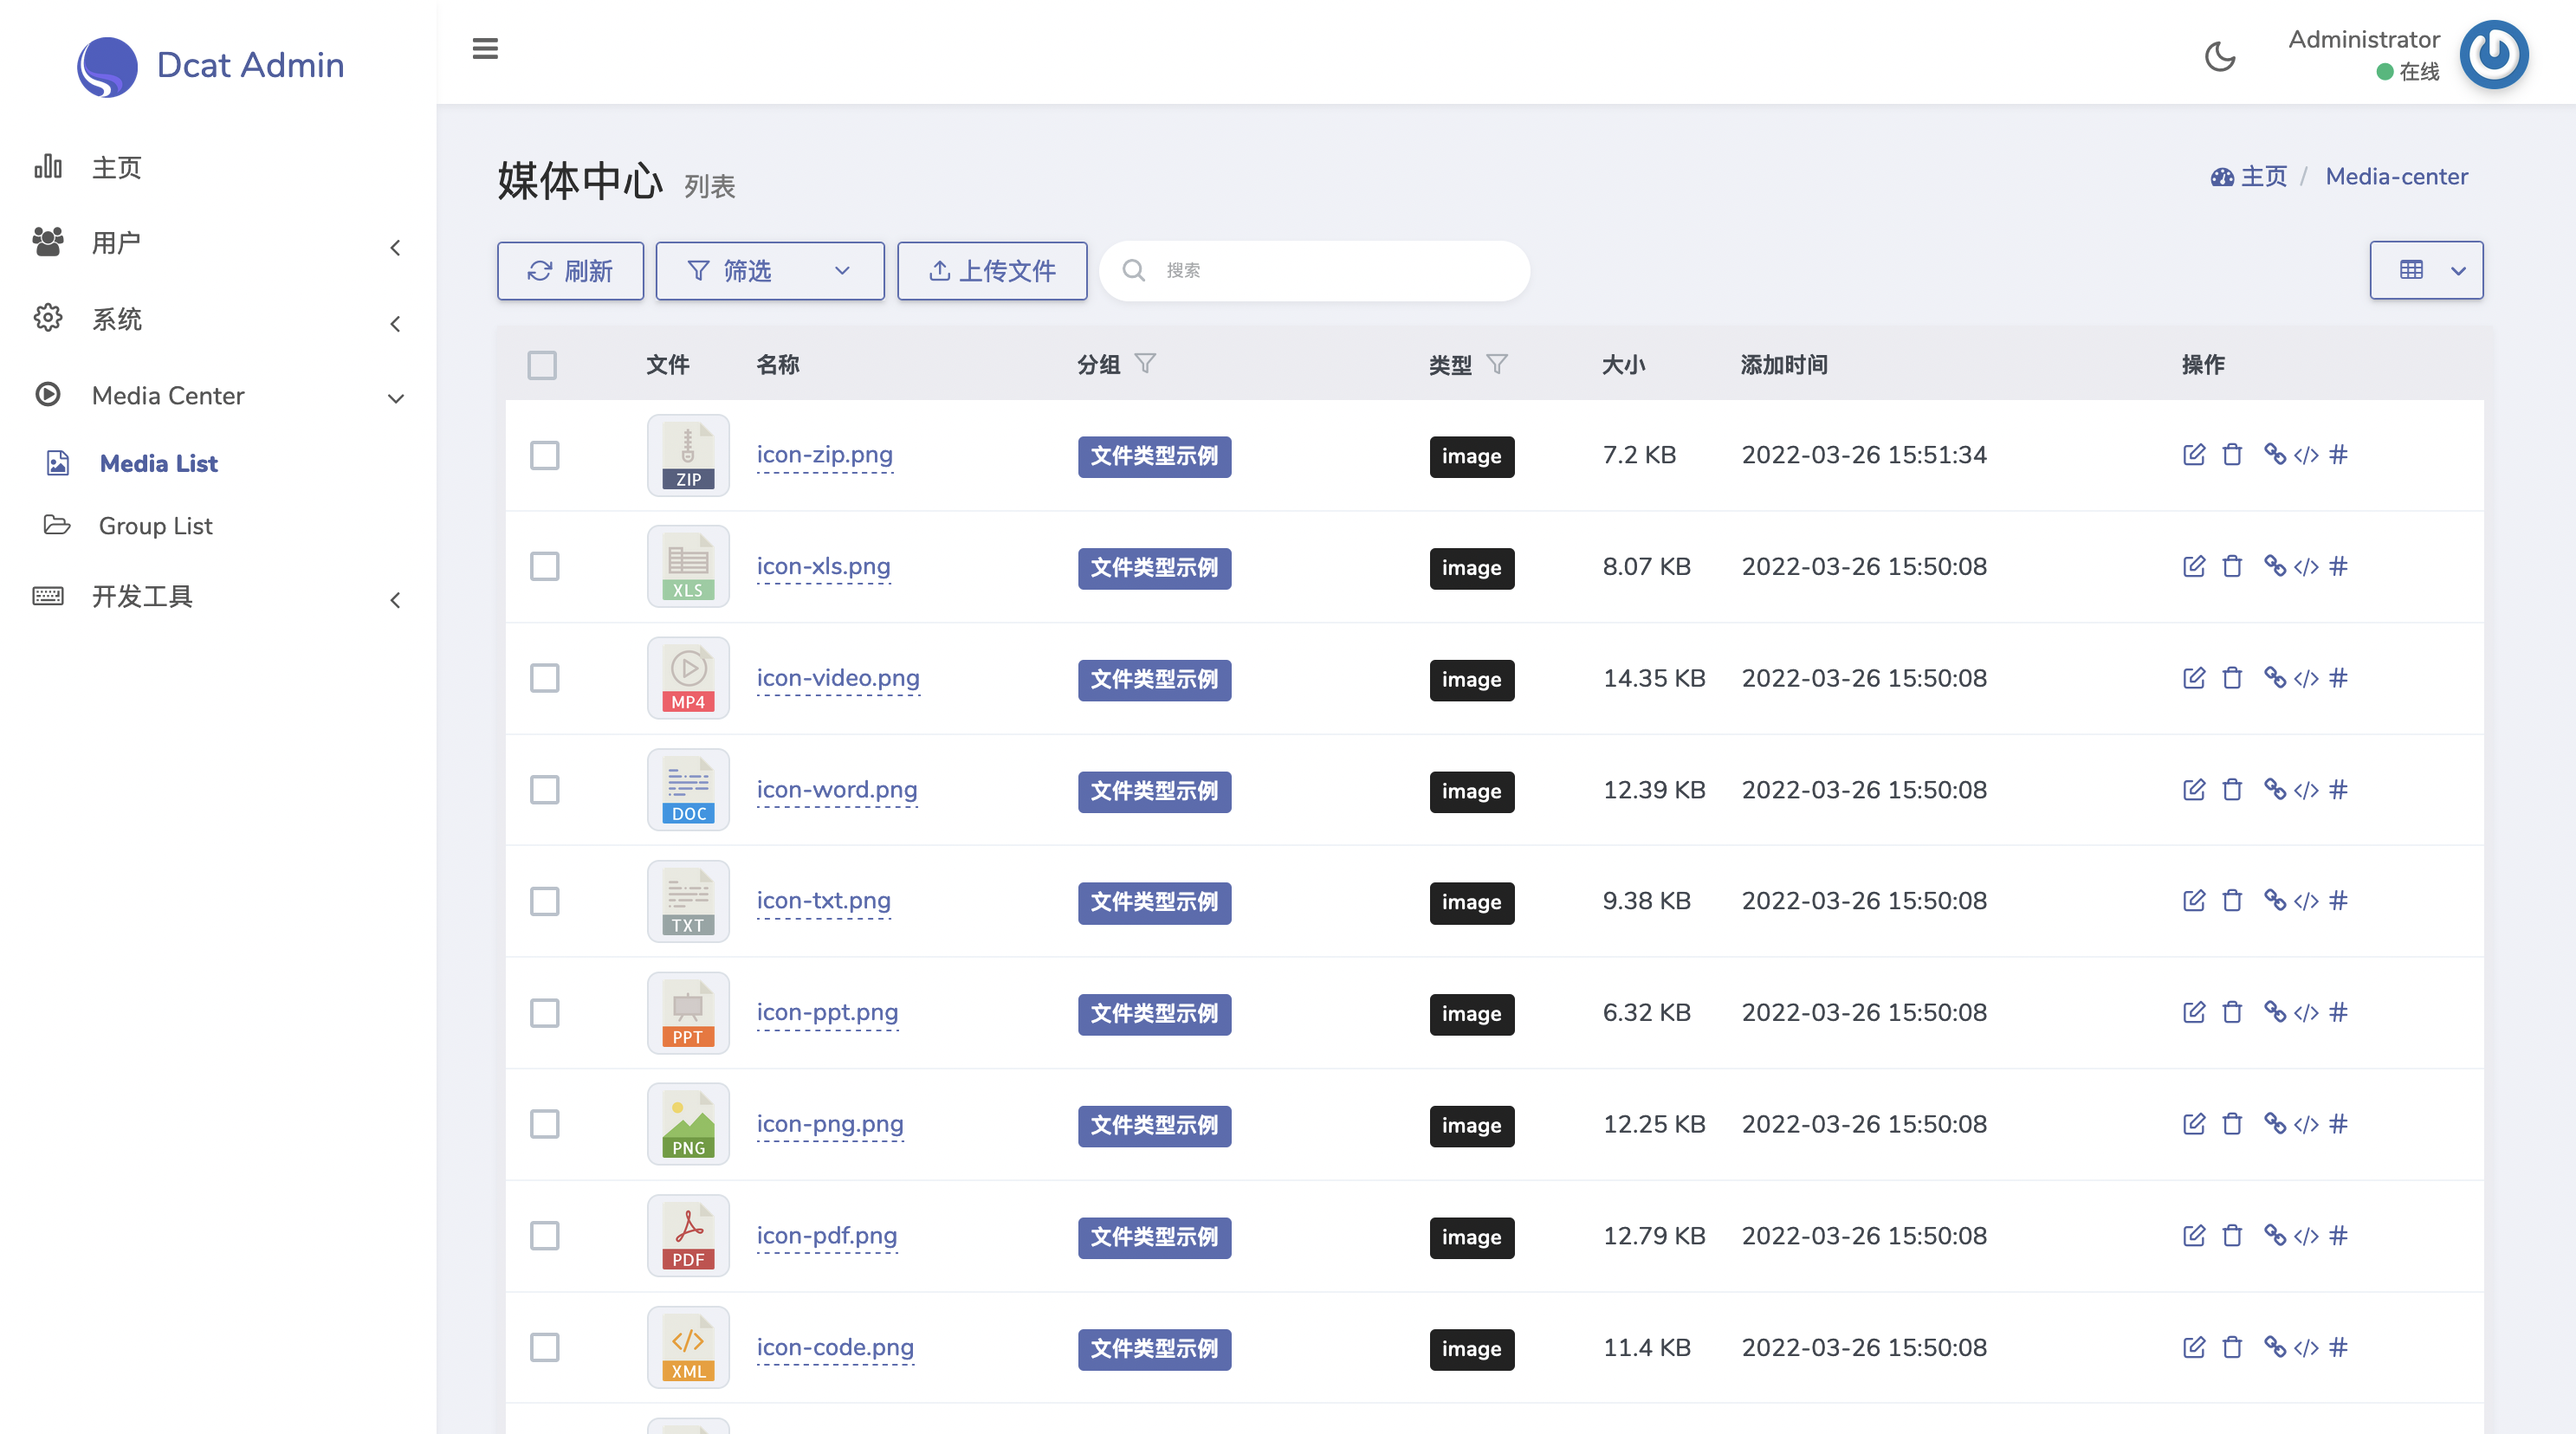 Dcat Admin
Administrator
在线
主页
用户
系统
Media Center
Media List
Group List
开发工具
媒体中心 列表
主页 / Media-center
刷新 筛选 上传文件 搜索
文件 名称 分组 类型 大小 添加时间 操作
ZIP icon-zip.png 文件类型示例 image 7.2 KB 2022-03-26 15:51:34
XLS icon-xls.png 文件类型示例 image 8.07 KB 2022-03-26 15:50:08
MP4 icon-video.png 文件类型示例 image 14.35 KB 2022-03-26 15:50:08
DOC icon-word.png 文件类型示例 image 12.39 KB 2022-03-26 15:50:08
TXT icon-txt.png 文件类型示例 image 9.38 KB 2022-03-26 15:50:08
PPT icon-ppt.png 文件类型示例 image 6.32 KB 2022-03-26 15:50:08
PNG icon-png.png 文件类型示例 image 12.25 KB 2022-03-26 15:50:08
PDF icon-pdf.png 文件类型示例 image 12.79 KB 2022-03-26 15:50:08
XML icon-code.png 文件类型示例 image 11.4 KB 2022-03-26 15:50:08